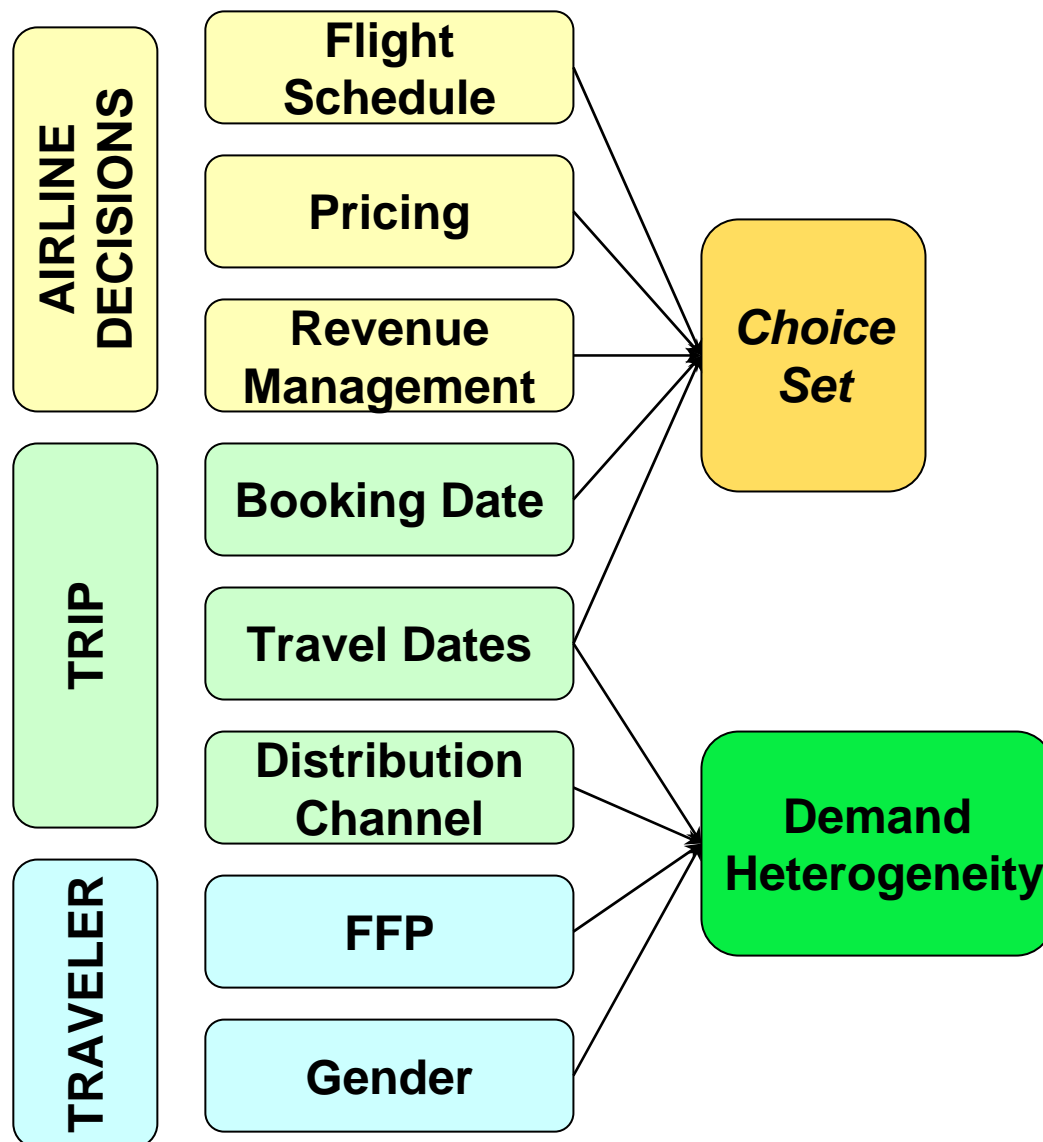 AIRLINE
DECISIONS
Flight
Schedule
Pricing
Revenue
Management
Choice
Set
TRIP
Booking Date
Travel Dates
Distribution
Channel
Demand
Heterogeneity
TRAVELER
FFP
Gender